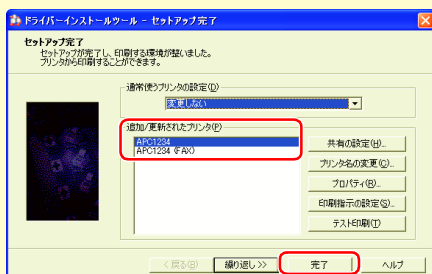 ドライバーインストールツール - セットアップ完了
セットアップ完了
セットアップが完了し、印刷する環境が整いました。
プリンタから印刷することができます。
通常使うプリンタの設定(D)
変更しない
追加/更新されたプリンタ(P)
APC1234
APC1234 (FAX)
共有の設定(H)...
プリンタ名の変更(C)...
プロパティ(R)...
印刷指示の設定(S)...
テスト印刷(T)
< 戻る(B)
繰り返し >>
完了
ヘルプ